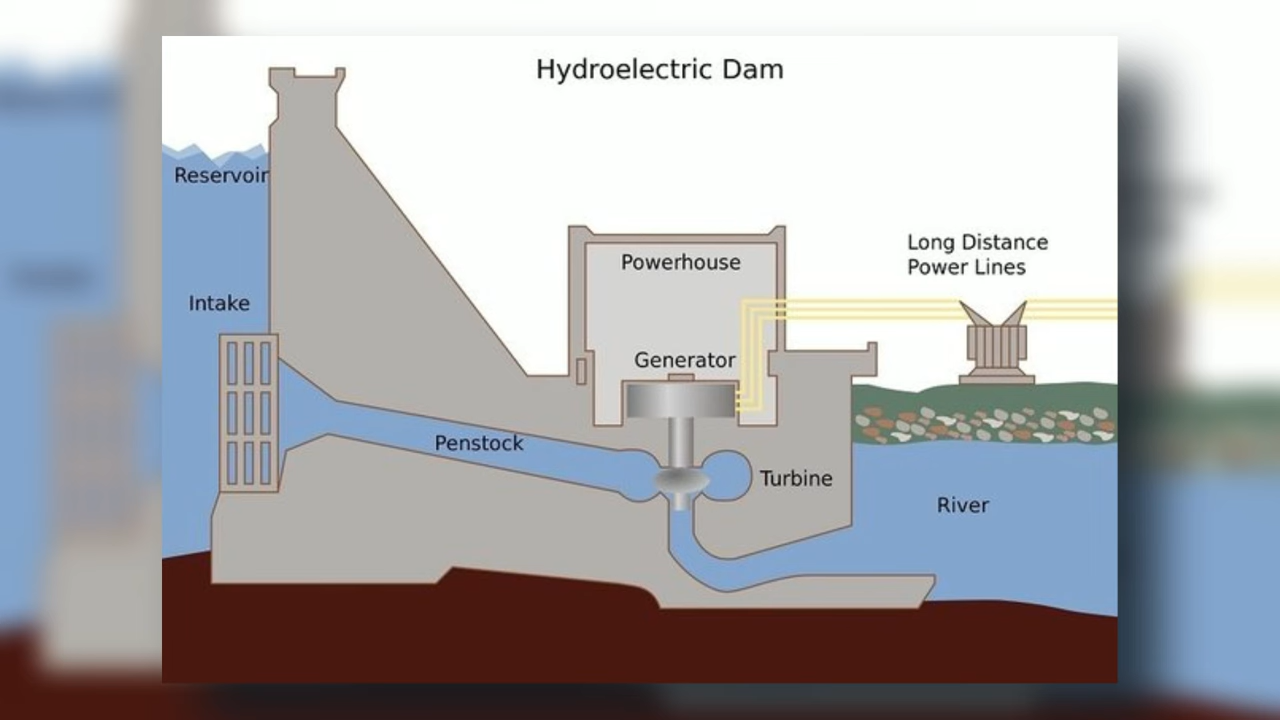 Hydroelectric Dam
Reservoir
Intake
Powerhouse
Long Distance
Power Lines
Generator
Penstock
Turbine
River